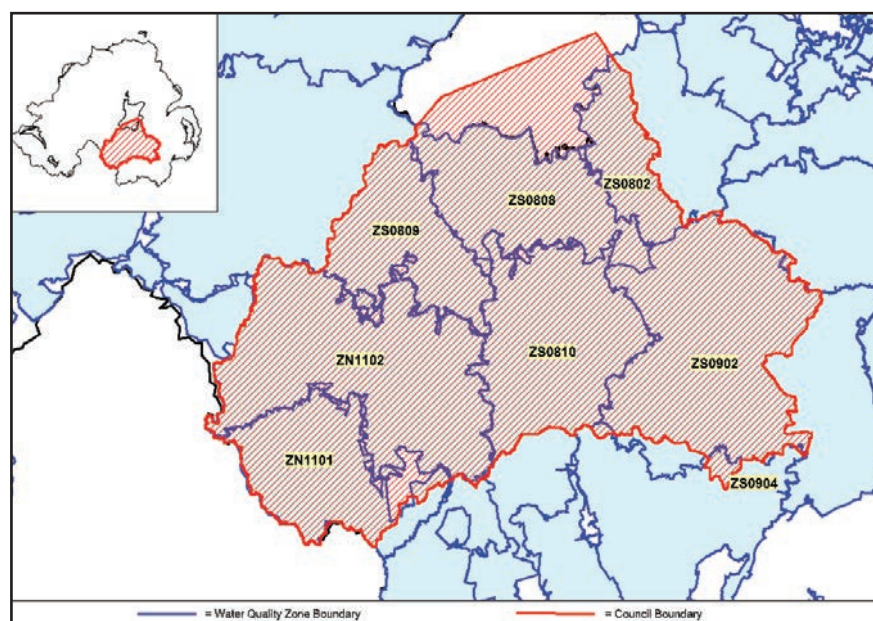 ZS0802
ZS0808
ZS0809
ZN1102
ZS0810
ZS0902
ZN1101
ZS0904
= Water Quality Zone Boundary
= Council Boundary